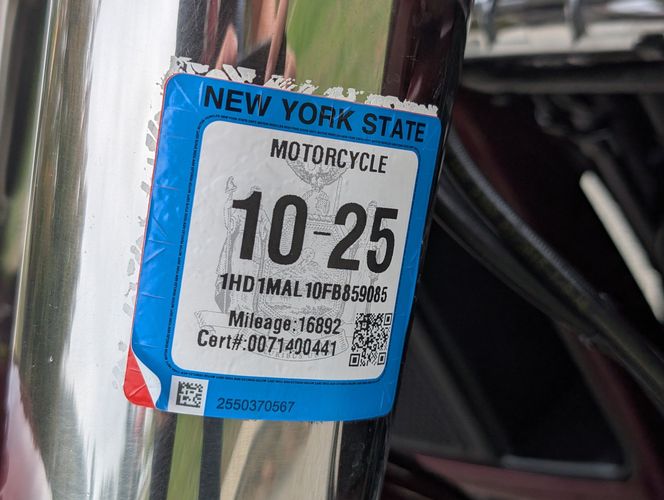 NEW YORK STATE
MOTORCYCLE
10-25
1HD1MAL10FB859085
Mileage:16892
Cert#:0071400441
2550370567